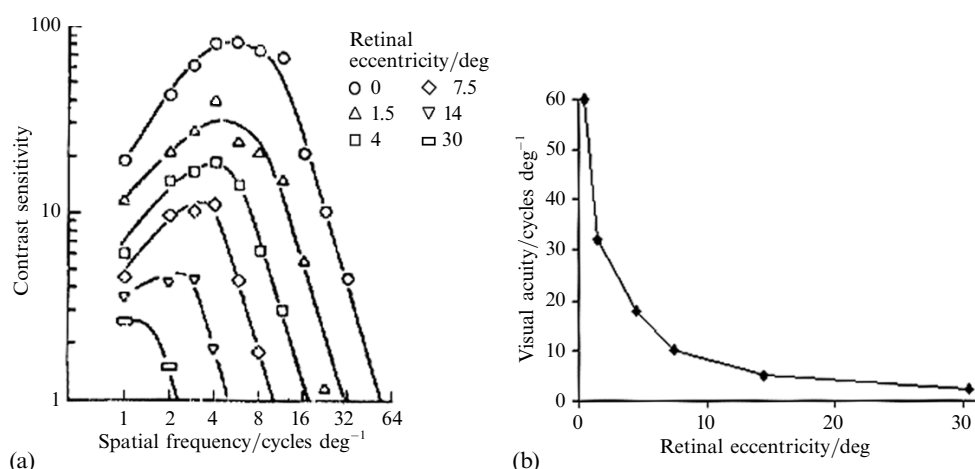 100
10
1
Contrast sensitivity
1 2 4 8 16 32 64
Spatial frequency/cycles deg⁻¹
Retinal
eccentricity/deg
0 7.5
1.5 14
4 30
(a)
60
50
40
30
20
10
0
Visual acuity/cycles deg⁻¹
0 10 20 30
Retinal eccentricity/deg
(b)